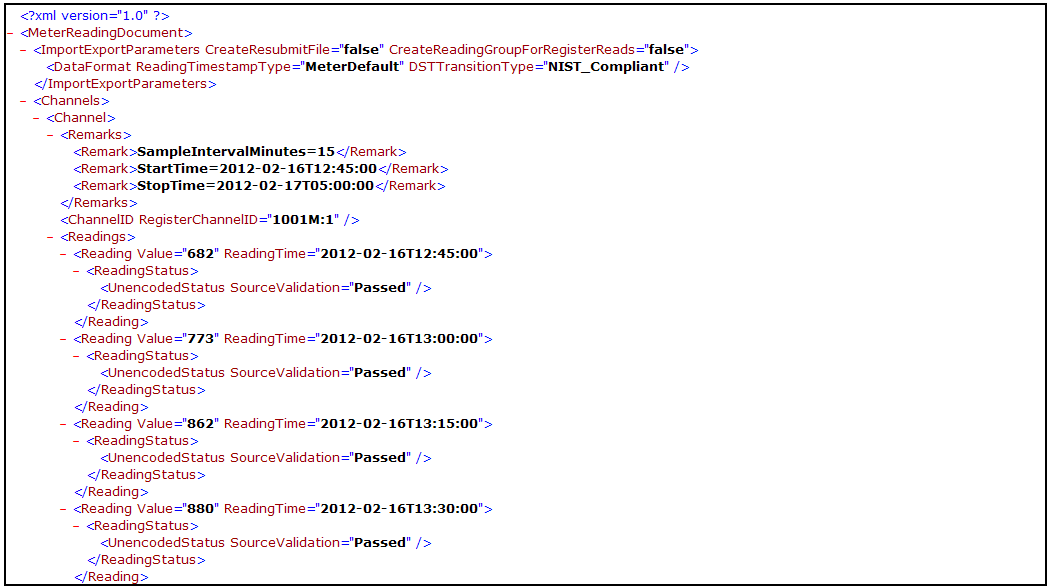 <?xml version="1.0" ?>
- <MeterReadingDocument>
- <ImportExportParameters CreateResubmitFile="false" CreateReadingGroupForRegisterReads="false">
<DataFormat ReadingTimestampType="MeterDefault" DSTTransitionType="NIST_Compliant" />
</ImportExportParameters>
- <Channels>
- <Channel>
- <Remarks>
<Remark>SampleIntervalMinutes=15</Remark>
<Remark>StartTime=2012-02-16T12:45:00</Remark>
<Remark>StopTime=2012-02-17T05:00:00</Remark>
</Remarks>
<ChannelID RegisterChannelID="1001M:1" />
- <Readings>
- <Reading Value="682" ReadingTime="2012-02-16T12:45:00">
- <ReadingStatus>
<UnencodedStatus SourceValidation="Passed" />
</ReadingStatus>
</Reading>
- <Reading Value="773" ReadingTime="2012-02-16T13:00:00">
- <ReadingStatus>
<UnencodedStatus SourceValidation="Passed" />
</ReadingStatus>
</Reading>
- <Reading Value="862" ReadingTime="2012-02-16T13:15:00">
- <ReadingStatus>
<UnencodedStatus SourceValidation="Passed" />
</ReadingStatus>
</Reading>
- <Reading Value="880" ReadingTime="2012-02-16T13:30:00">
- <ReadingStatus>
<UnencodedStatus SourceValidation="Passed" />
</ReadingStatus>
</Reading>